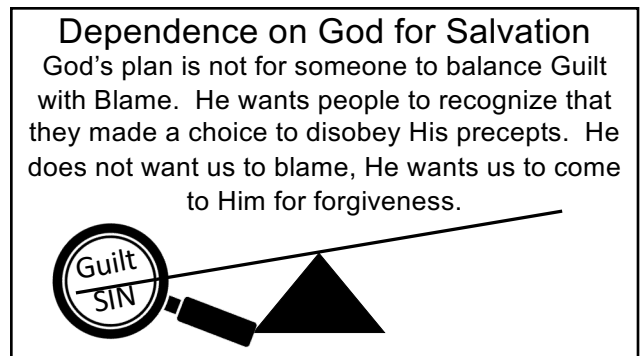 Dependence on God for Salvation
God’s plan is not for someone to balance Guilt
with Blame.  He wants people to recognize that
they made a choice to disobey His precepts.  He
does not want us to blame, He wants us to come
to Him for forgiveness.
Guilt
SIN